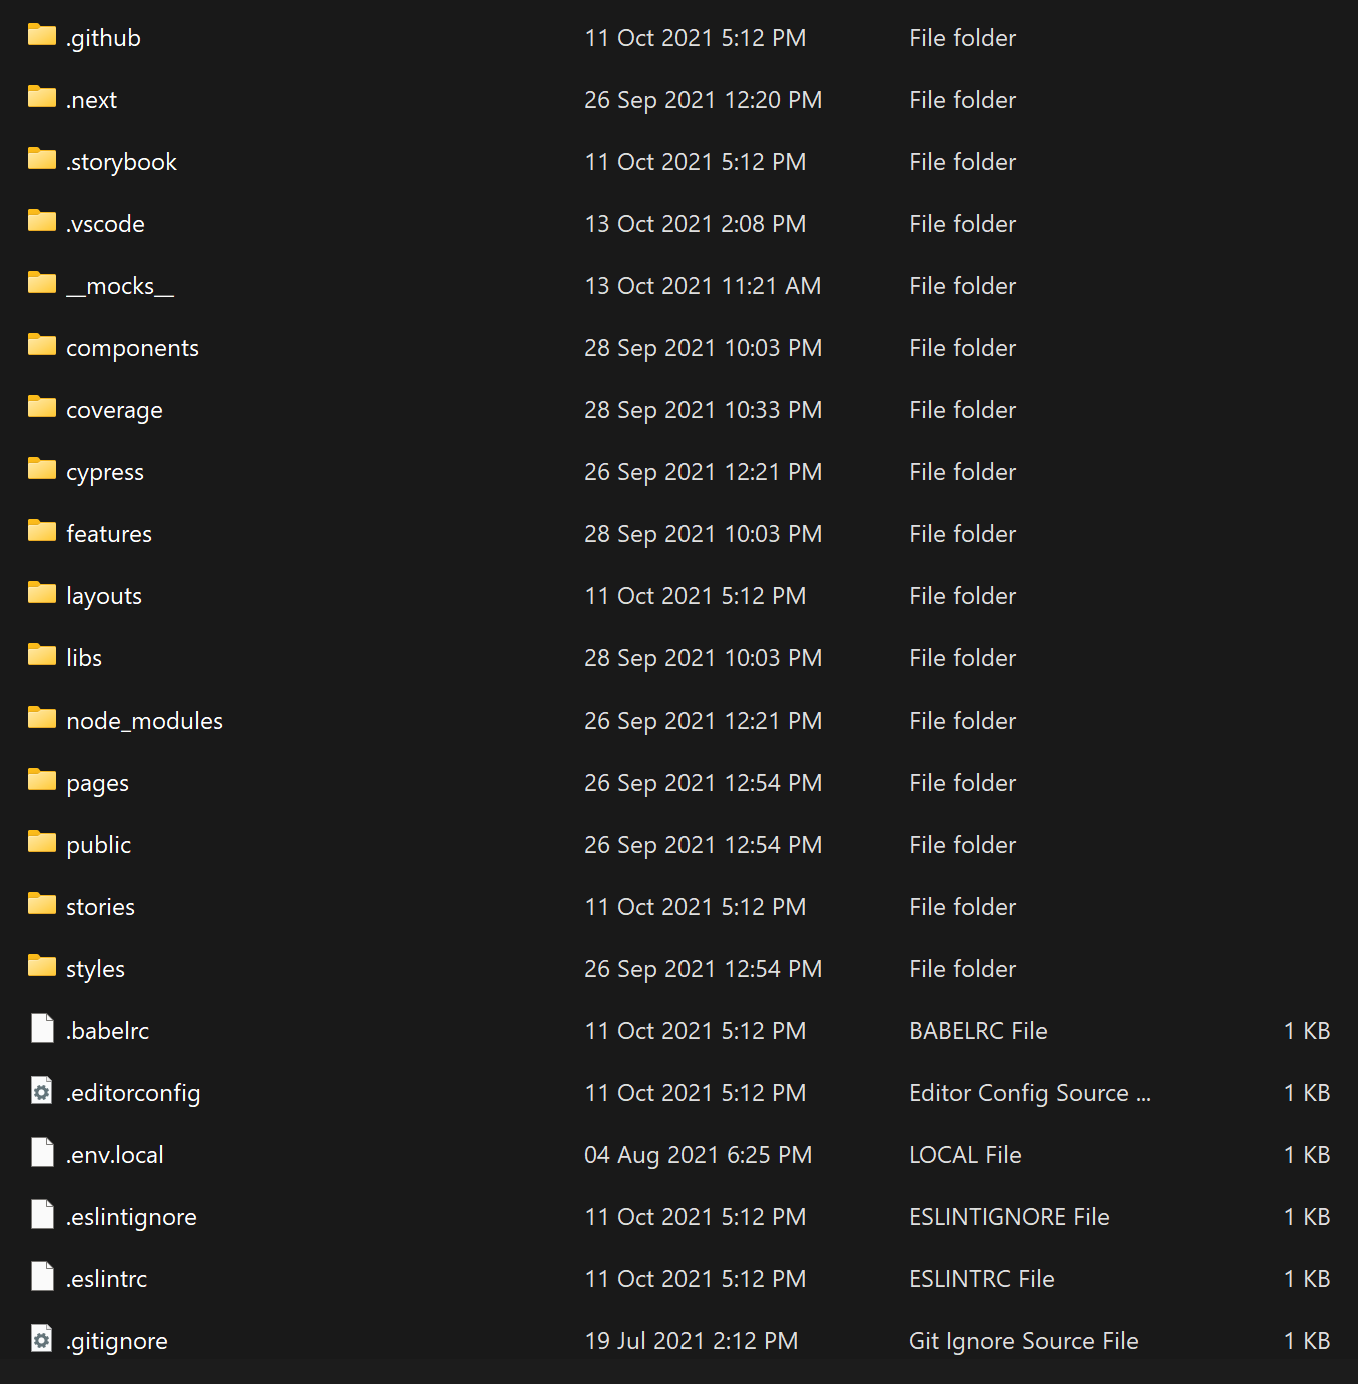 .github 11 Oct 2021 5:12 PM File folder
.next 26 Sep 2021 12:20 PM File folder
.storybook 11 Oct 2021 5:12 PM File folder
.vscode 13 Oct 2021 2:08 PM File folder
__mocks__ 13 Oct 2021 11:21 AM File folder
components 28 Sep 2021 10:03 PM File folder
coverage 28 Sep 2021 10:33 PM File folder
cypress 26 Sep 2021 12:21 PM File folder
features 28 Sep 2021 10:03 PM File folder
layouts 11 Oct 2021 5:12 PM File folder
libs 28 Sep 2021 10:03 PM File folder
node_modules 26 Sep 2021 12:21 PM File folder
pages 26 Sep 2021 12:54 PM File folder
public 26 Sep 2021 12:54 PM File folder
stories 11 Oct 2021 5:12 PM File folder
styles 26 Sep 2021 12:54 PM File folder
.babelrc 11 Oct 2021 5:12 PM BABELRC File 1 KB
.editorconfig 11 Oct 2021 5:12 PM Editor Config Source ... 1 KB
.env.local 04 Aug 2021 6:25 PM LOCAL File 1 KB
.eslintignore 11 Oct 2021 5:12 PM ESLINTIGNORE File 1 KB
.eslintrc 11 Oct 2021 5:12 PM ESLINTRC File 1 KB
.gitignore 19 Jul 2021 2:12 PM Git Ignore Source File 1 KB